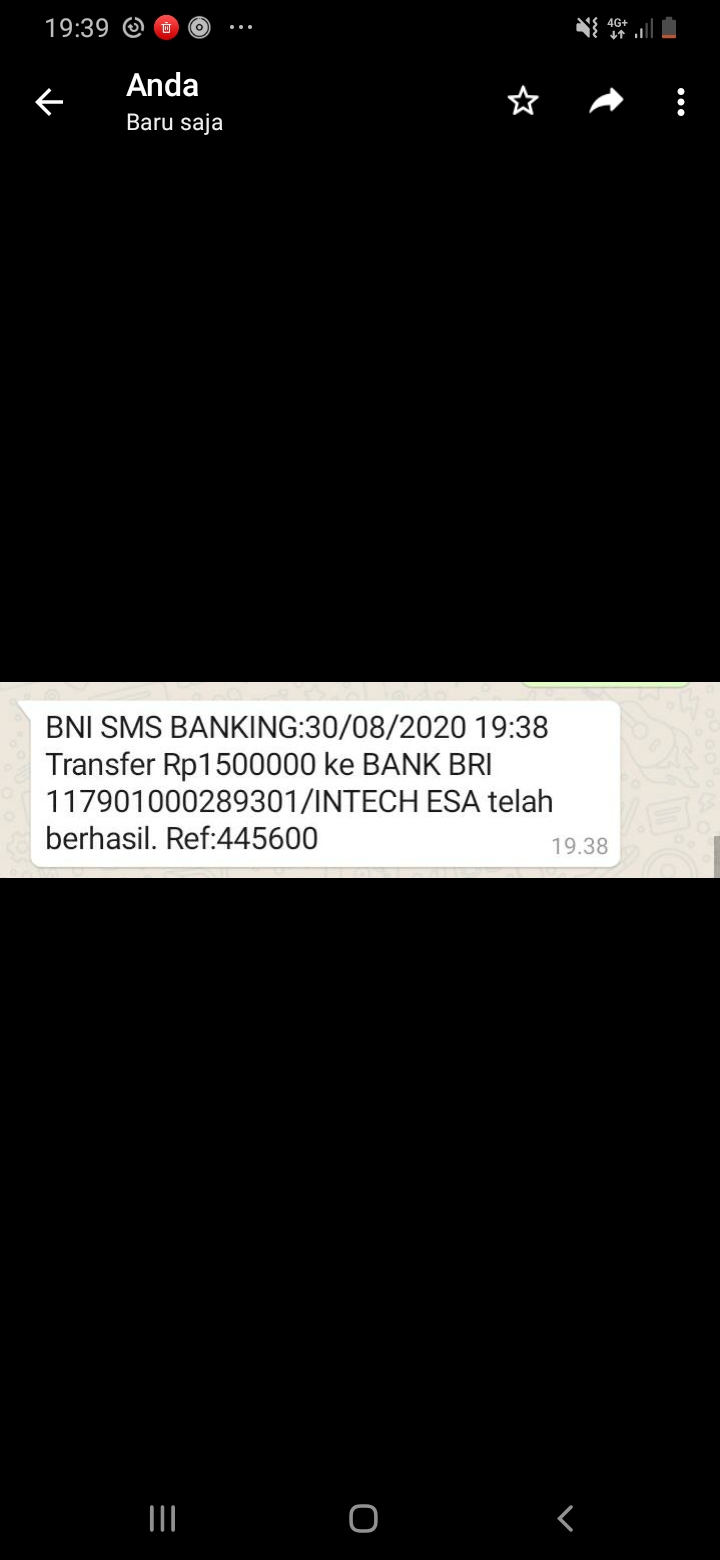 19:39
4G+
Anda
Baru saja
BNI SMS BANKING:30/08/2020 19:38
Transfer Rp1500000 ke BANK BRI
117901000289301/INTECH ESA telah
berhasil. Ref:445600
19.38